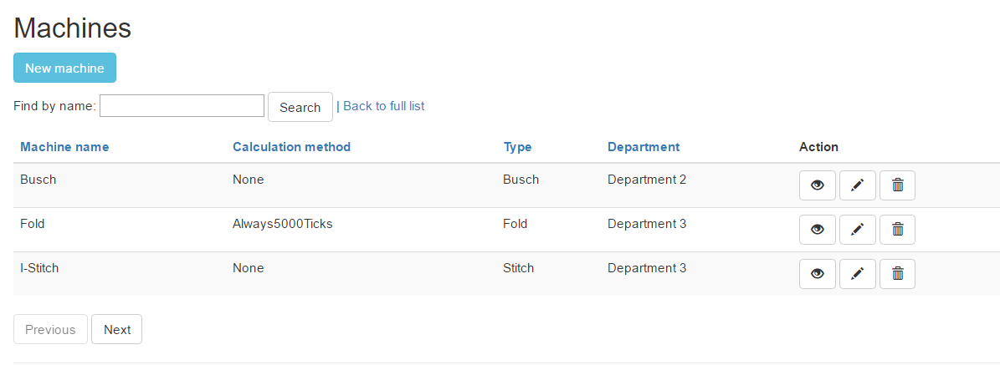 Machines
New machine
Find by name: Search | Back to full list
Machine name Calculation method Type Department Action
Busch None Busch Department 2
Fold Always5000Ticks Fold Department 3
I-Stitch None Stitch Department 3
Previous Next